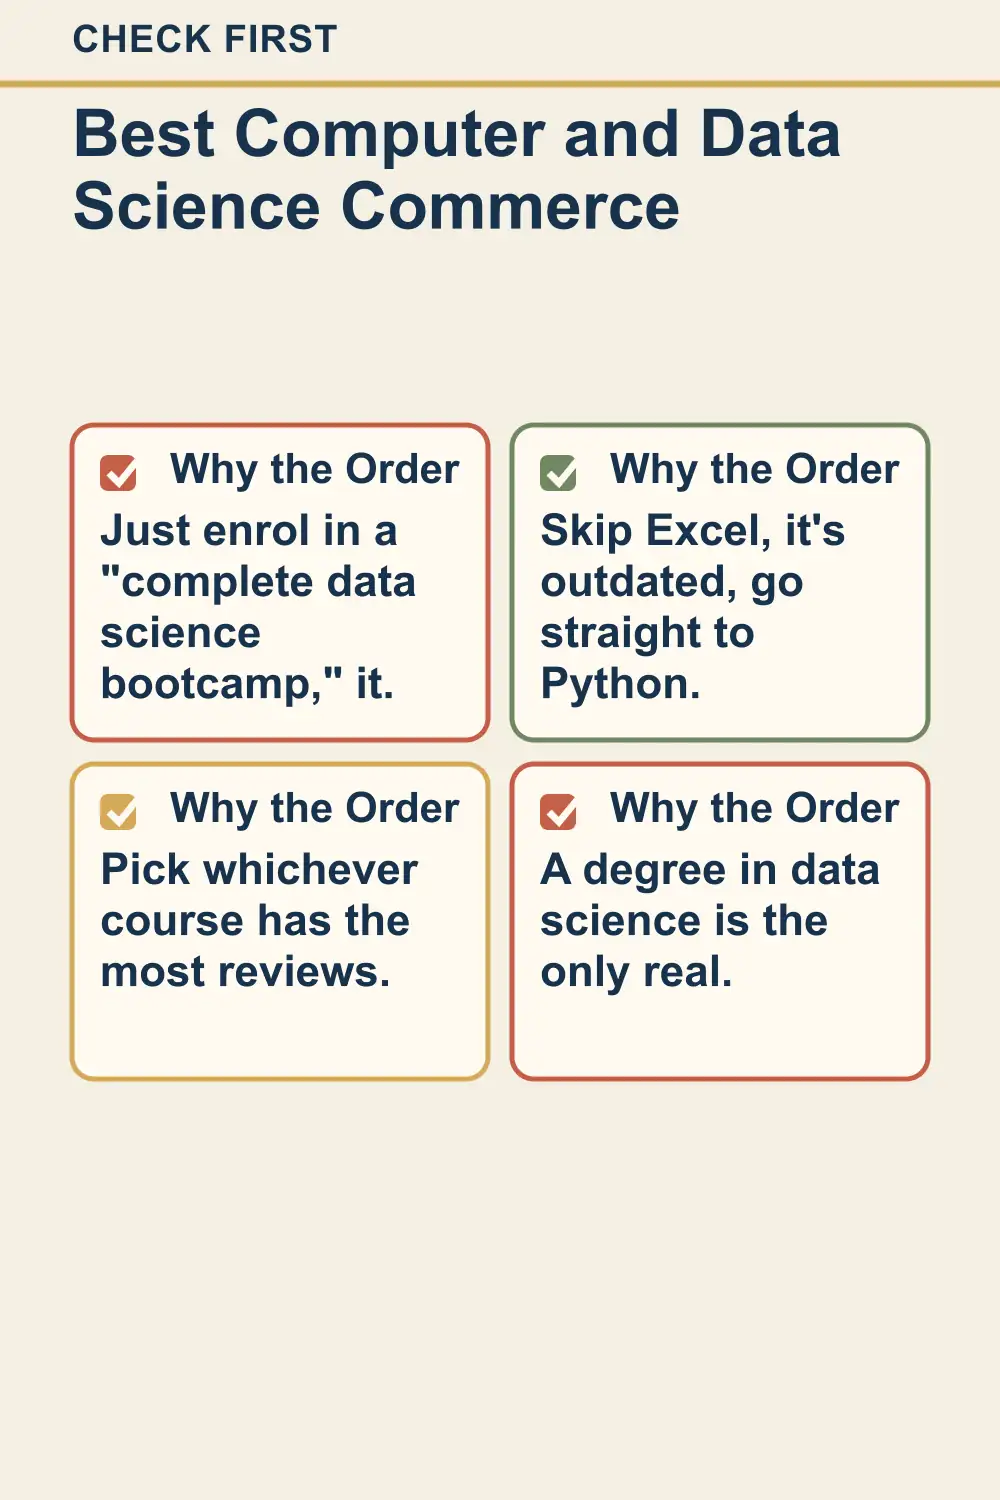 CHECK FIRST
Best Computer and Data
Science Commerce
Why the Order
Just enrol in a
"complete data
science
bootcamp," it.
Why the Order
Skip Excel, it's
outdated, go
straight to
Python.
Why the Order
Pick whichever
course has the
most reviews.
Why the Order
A degree in data
science is the
only real.